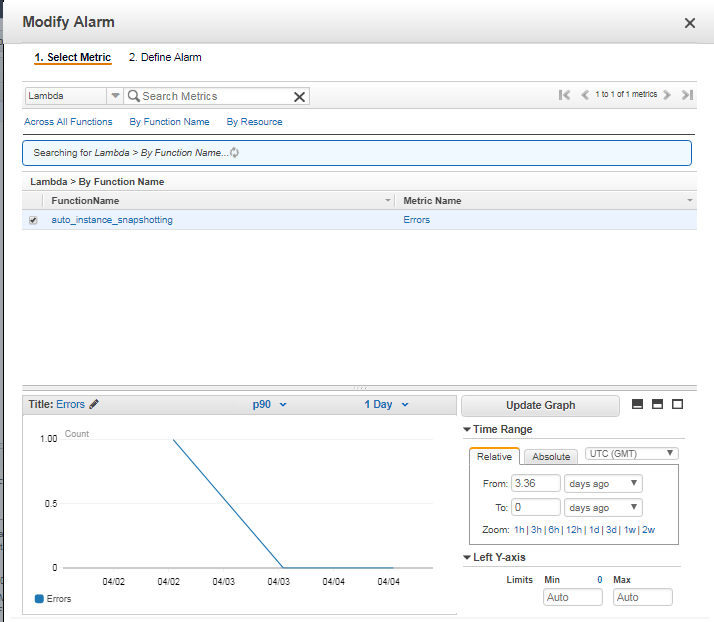 Modify Alarm
1. Select Metric 2. Define Alarm
Lambda Search Metrics 1 to 1 of 1 metrics
Across All Functions By Function Name By Resource
Searching for Lambda > By Function Name...
Lambda > By Function Name
FunctionName Metric Name
auto_instance_snapshotting Errors
Title: Errors p90 1 Day Update Graph
Time Range
Count
1.00
0.5
0
04/02 04/02 04/03 04/03 04/04 04/04
Errors
Relative Absolute UTC (GMT)
From: 3.36 days ago
To: 0 days ago
Zoom: 1h | 3h | 6h | 12h | 1d | 3d | 1w | 2w
Left Y-axis
Limits Min 0 Max
Auto Auto